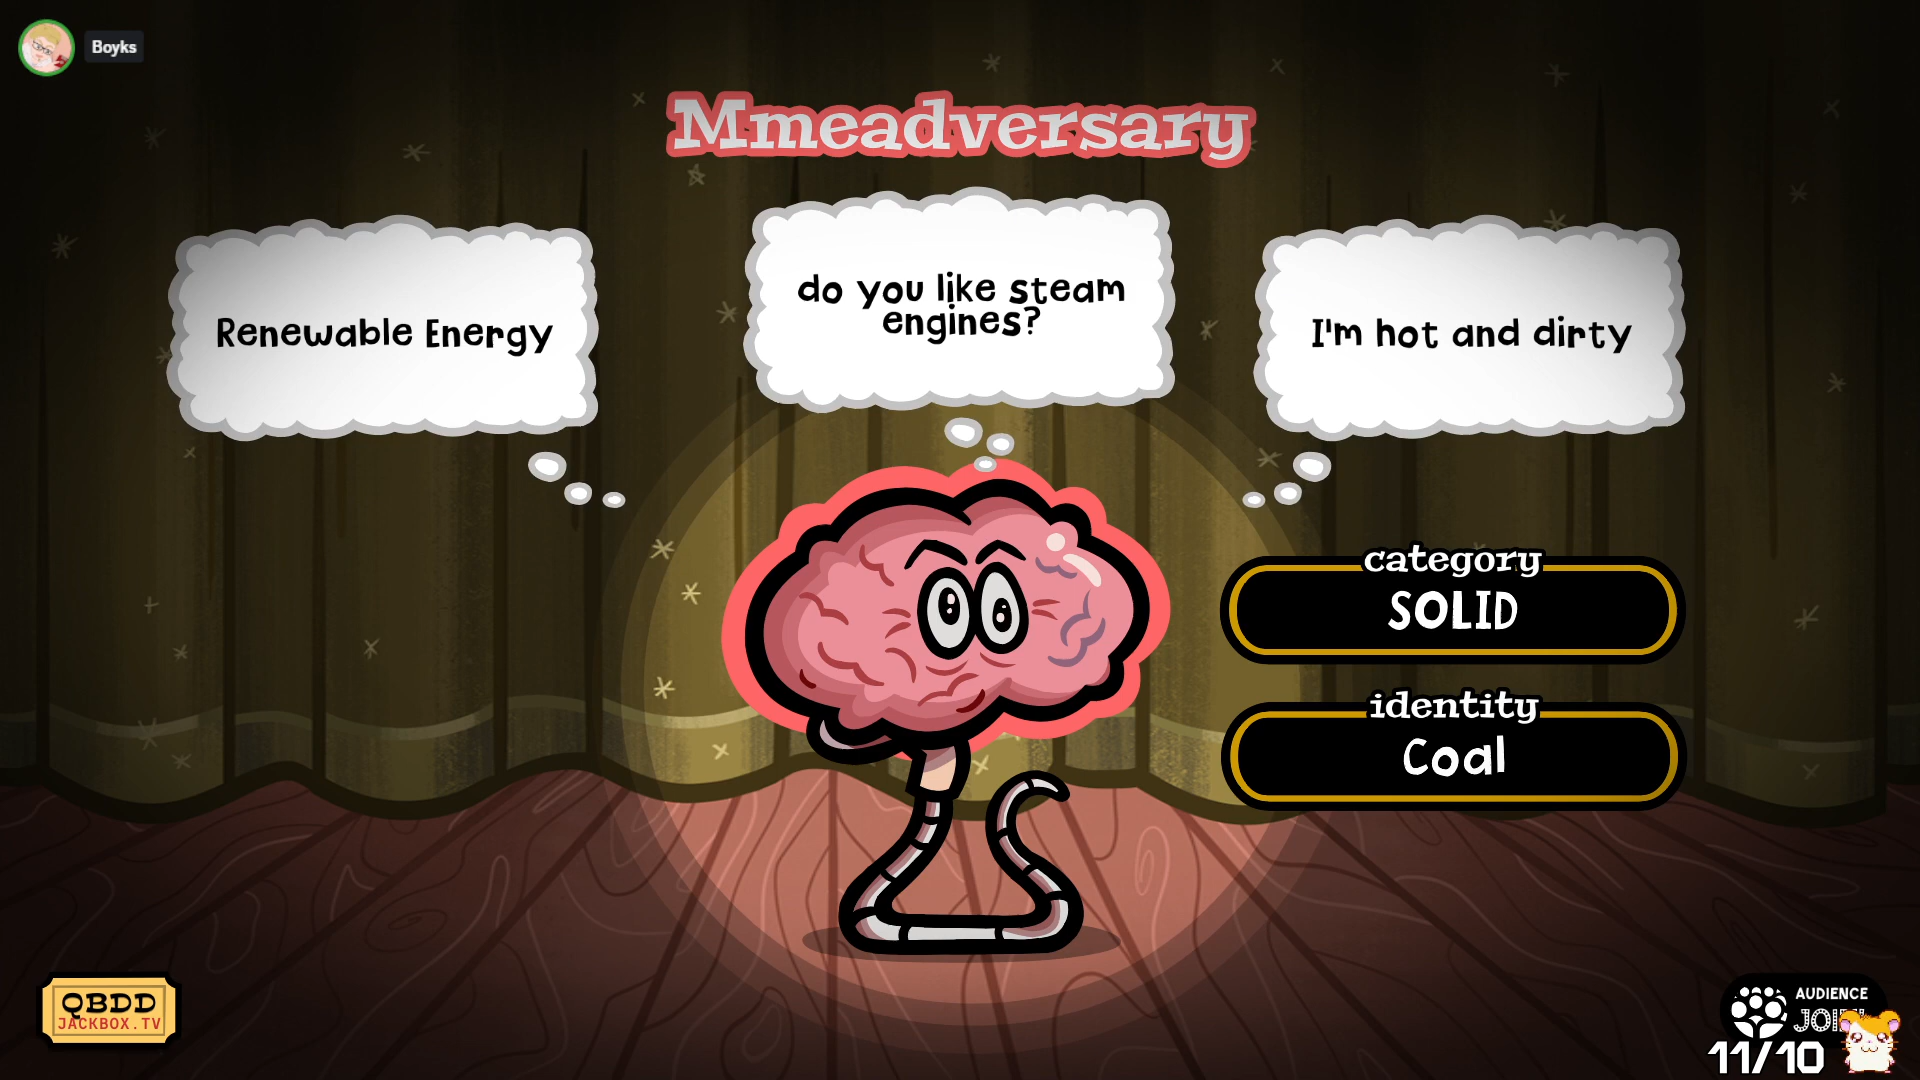 Boyks
Mmeadversary
Renewable Energy
do you like steam
engines?
I'm hot and dirty
category
SOLID
identity
Coal
QBDD
JACKBOX.TV
AUDIENCE
11/10